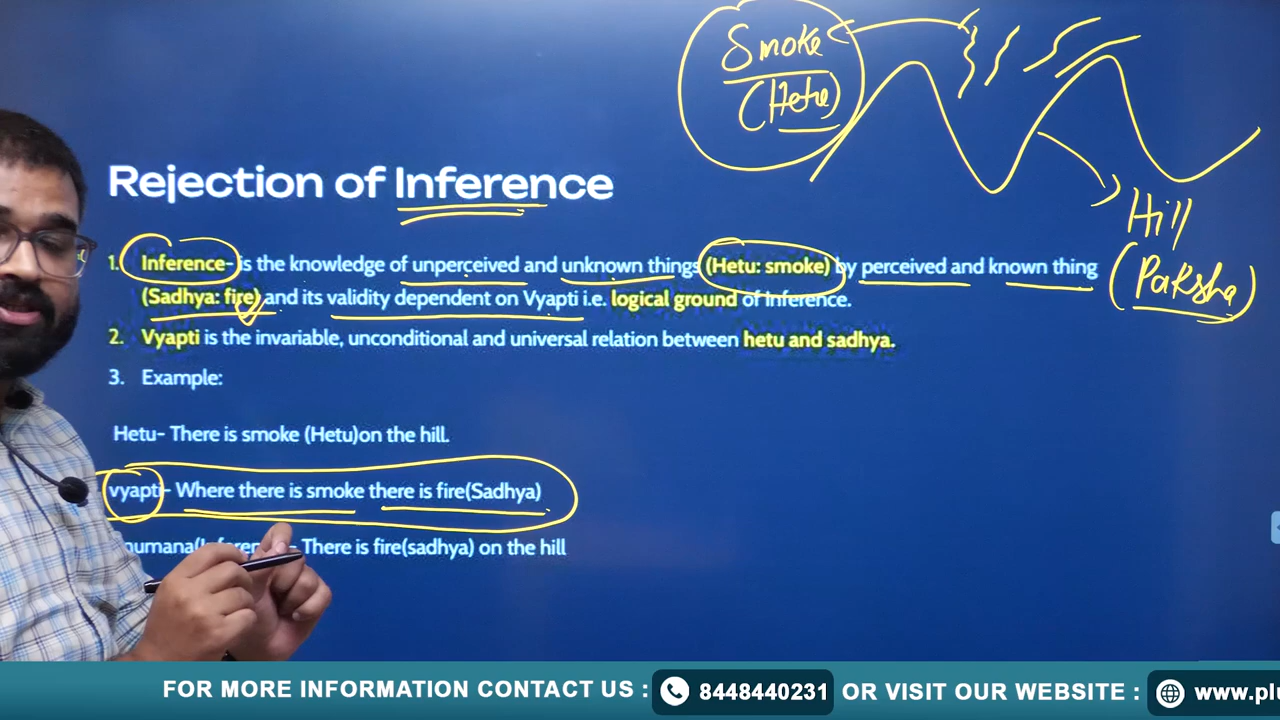 Smoke
(Hetu)
Hill
(Paksha)
Rejection of Inference
1. Inference- is the knowledge of unperceived and unknown things (Hetu: smoke) by perceived and known thing
(Sadhya: fire) and its validity dependent on Vyapti i.e. logical ground of Inference.
2. Vyapti is the invariable, unconditional and universal relation between hetu and sadhya.
3. Example:
Hetu- There is smoke (Hetu)on the hill.
vyapti- Where there is smoke there is fire(Sadhya)
There is fire(sadhya) on the hill
FOR MORE INFORMATION CONTACT US : 8448440231 OR VISIT OUR WEBSITE : www.plu